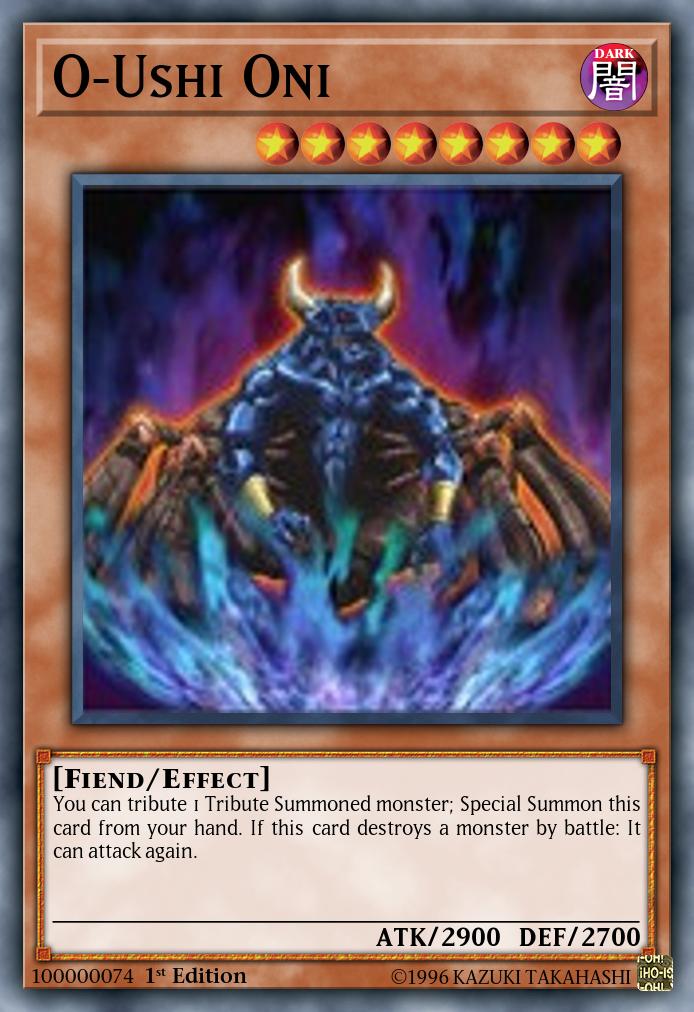 O-Ushi Oni
DARK
闇
[Fiend/Effect]
You can tribute 1 Tribute Summoned monster; Special Summon this
card from your hand. If this card destroys a monster by battle: It
can attack again.
ATK/2900 DEF/2700
100000074 1st Edition ©1996 KAZUKI TAKAHASHI